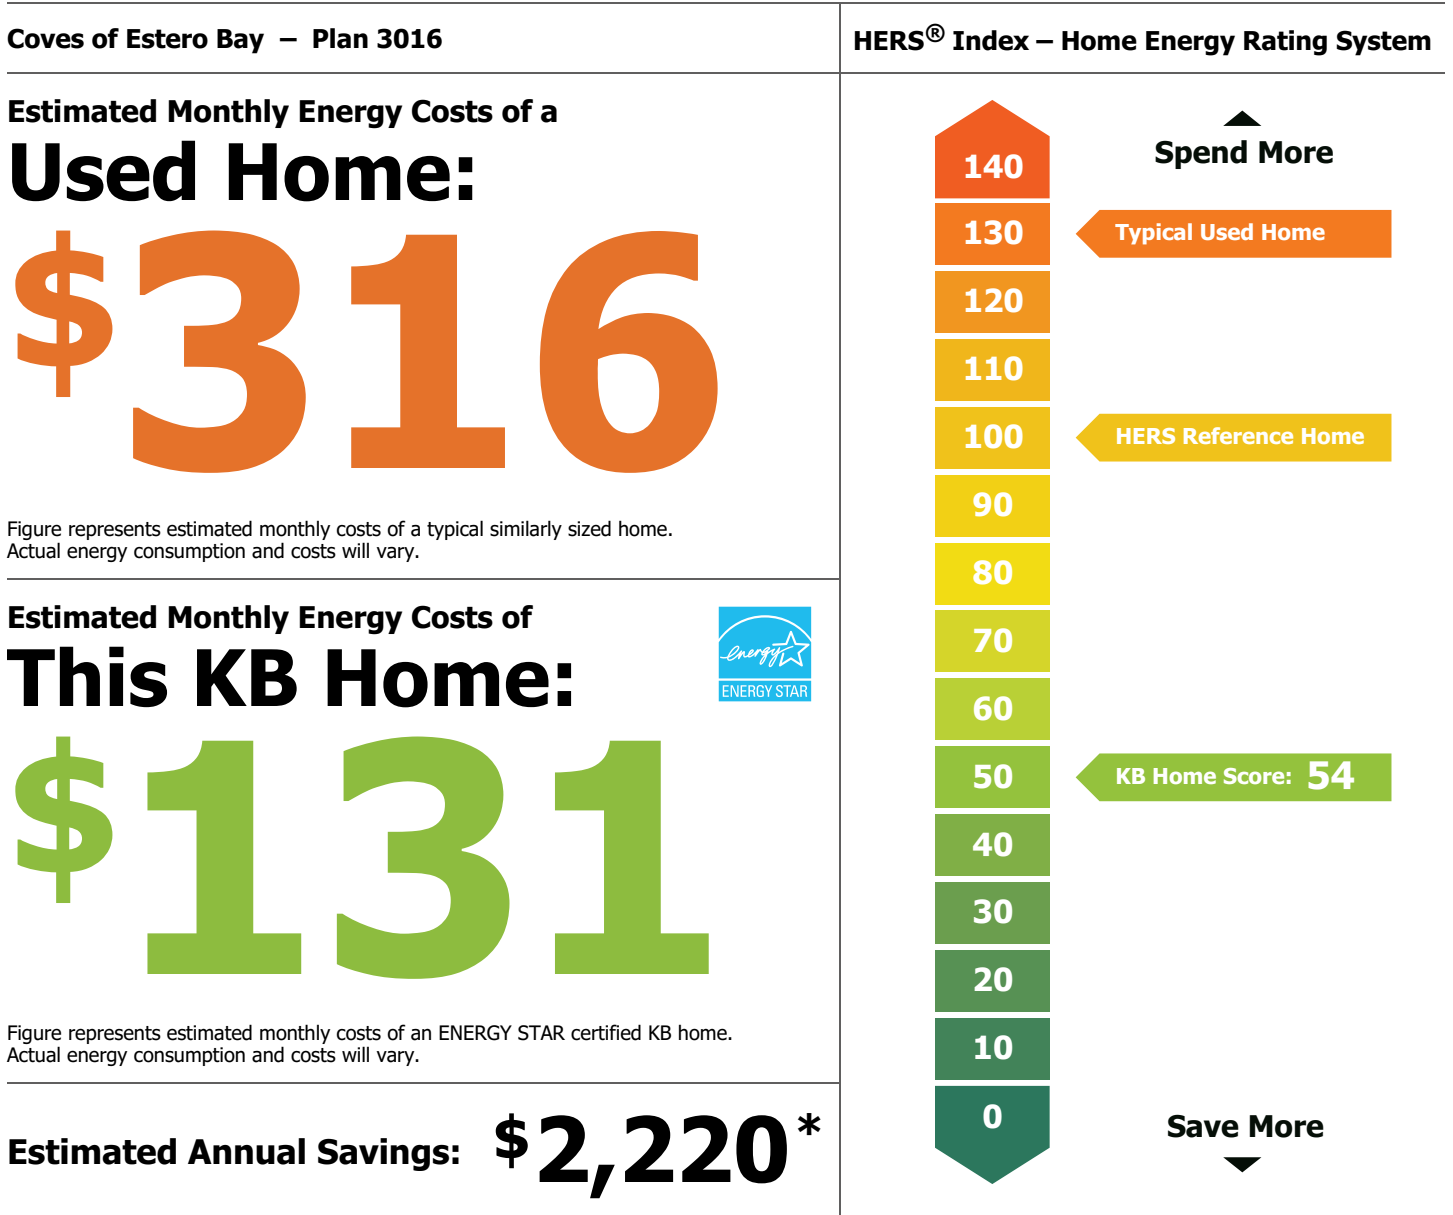 Coves of Estero Bay – Plan 3016
Estimated Monthly Energy Costs of a
Used Home:
$316
Figure represents estimated monthly costs of a typical similarly sized home.
Actual energy consumption and costs will vary.
Estimated Monthly Energy Costs of
This KB Home:
energy
ENERGY STAR
$131
Figure represents estimated monthly costs of an ENERGY STAR certified KB home.
Actual energy consumption and costs will vary.
Estimated Annual Savings: $2,220*
HERS® Index – Home Energy Rating System
Spend More
140
130 Typical Used Home
120
110
100 HERS Reference Home
90
80
70
60
50 KB Home Score: 54
40
30
20
10
0
Save More